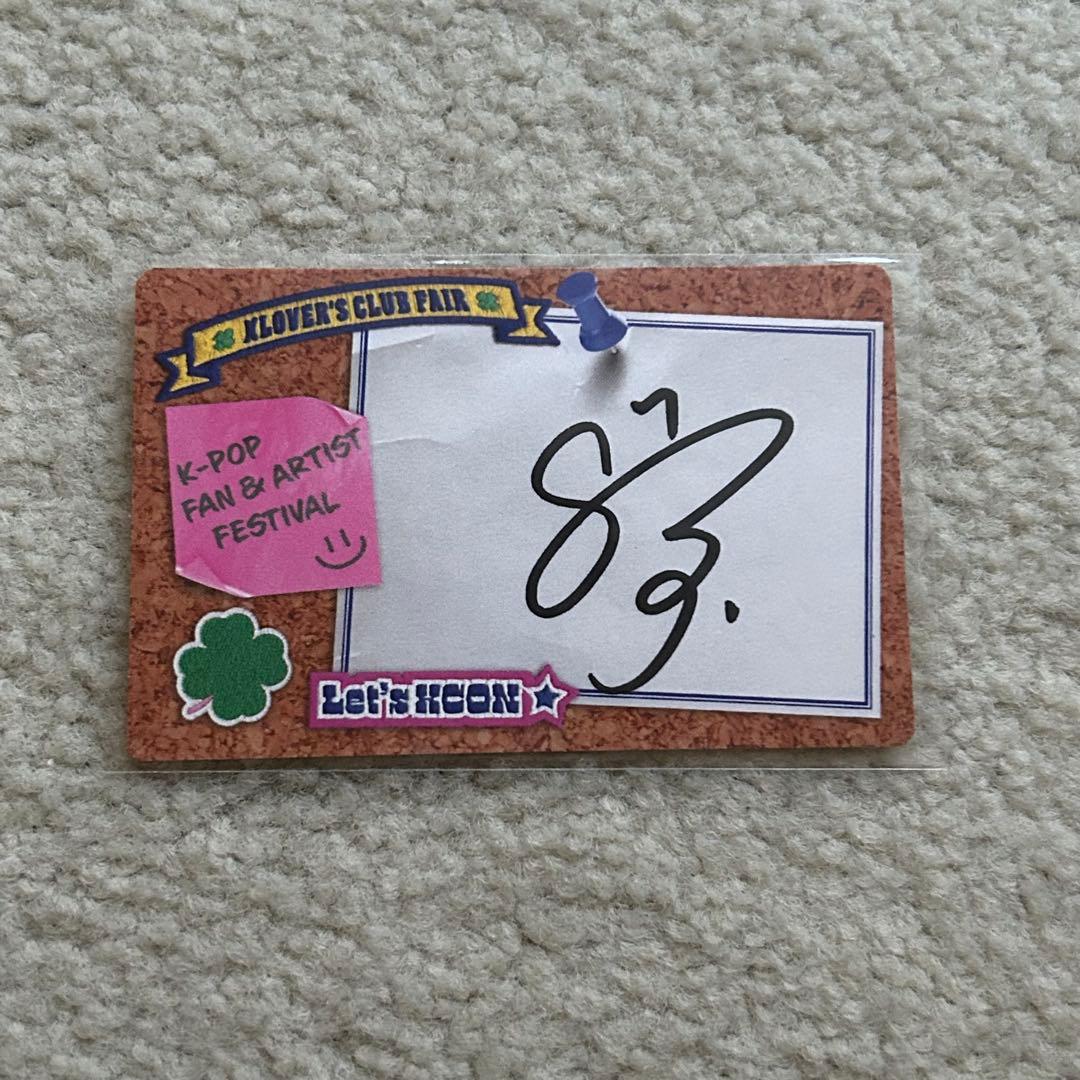 KLOVER'S CLUB FAIR
K-POP
FAN & ARTIST
FESTIVAL
Let's KCON